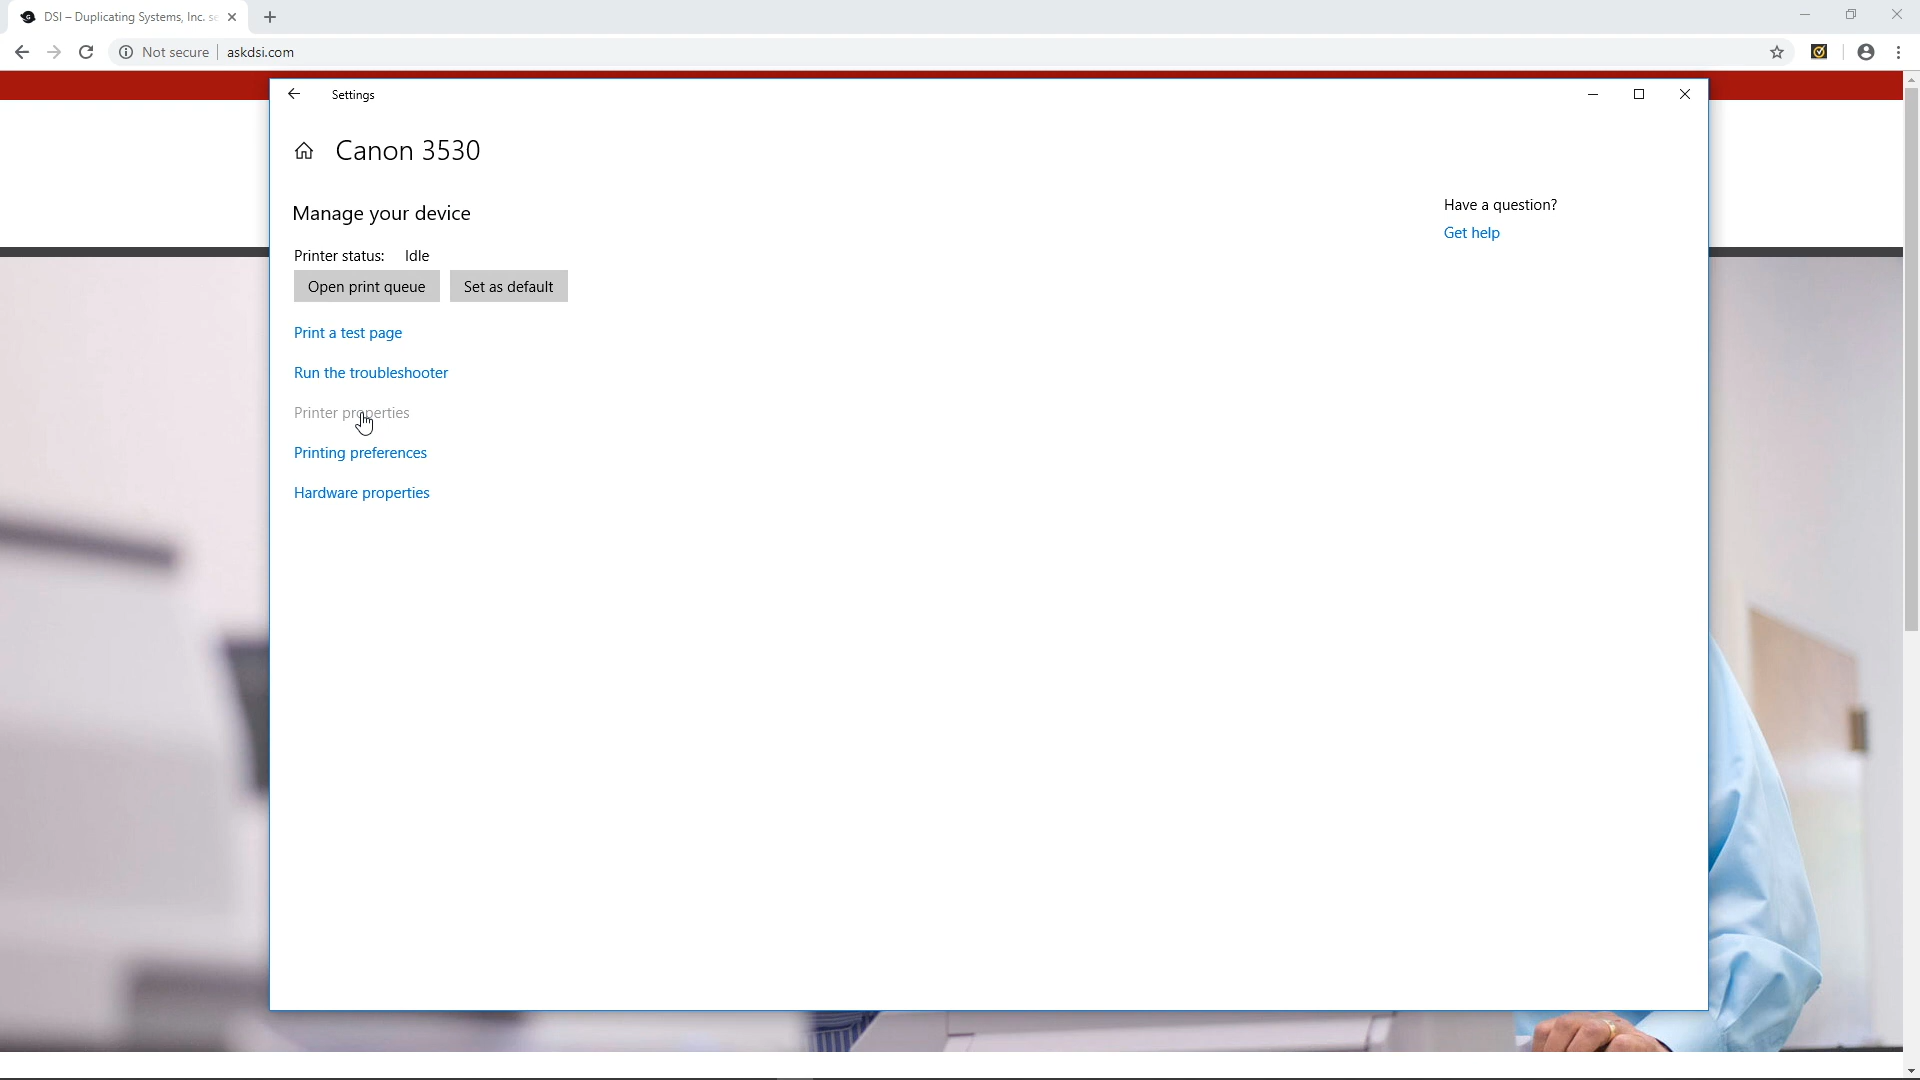 DSI – Duplicating Systems, Inc. se
Not secure
askdsi.com
Settings
Canon 3530
Manage your device
Printer status: Idle
Open print queue
Set as default
Print a test page
Run the troubleshooter
Printer properties
Printing preferences
Hardware properties
Have a question?
Get help